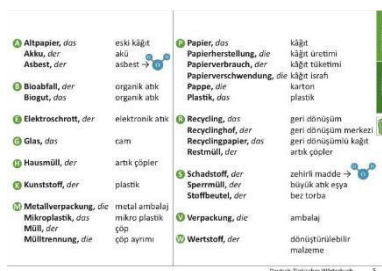 A Altpapier, das eski kâğıt
Akku, der akü
Asbest, der asbest →
B Bioabfall, der organik atık
Biogut, das organik atık
E Elektroschrott, der elektronik atık
G Glas, das cam
H Hausmüll, der artık çöpler
K Kunststoff, der plastik
M Metallverpackung, die metal ambalaj
Mikroplastik, das mikro plastik
Müll, der çöp
Mülltrennung, die çöp ayrımı
P Papier, das kâğıt
Papierherstellung, die kâğıt üretimi
Papierverbrauch, der kâğıt tüketimi
Papierverschwendung, die kâğıt israfı
Pappe, die karton
Plastik, das plastik
R Recycling, das geri dönüşüm
Recyclinghof, der geri dönüşüm merkezi
Recyclingpapier, das geri dönüşümlü kağıt
Restmüll, der artık çöpler
S Schadstoff, der zehirli madde →
Sperrmüll, der büyük atık eşya
Stoffbeutel, der bez torba
V Verpackung, die ambalaj
W Wertstoff, der dönüştürülebilir
malzeme
Deutsch-Türkisches Wörterbuch 5